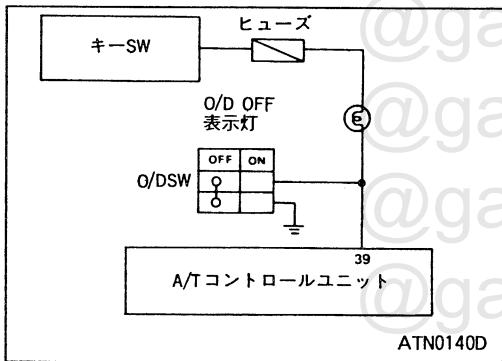 ヒューズ
キーSW
O/D OFF
表示灯
OFF ON
O/DSW
39
A/Tコントロールユニット
ATN0140D
@ga
@ga
@ga
@ga